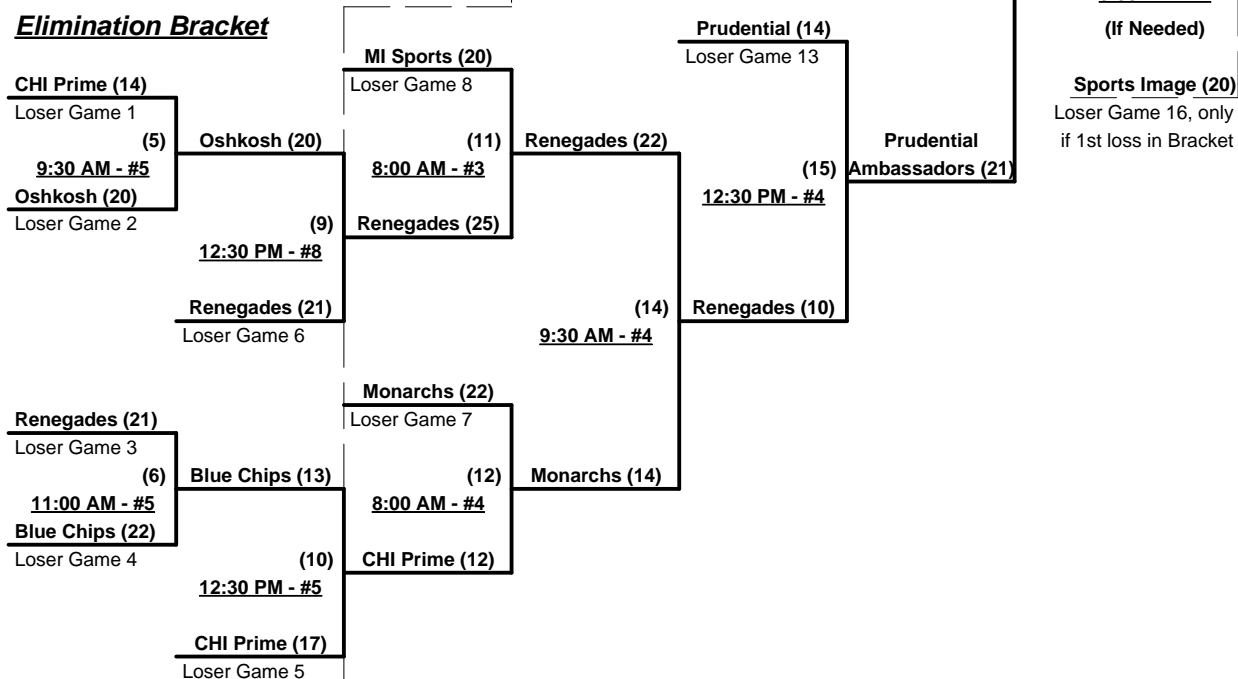 Elimination Bracket
(If Needed)
Prudential (14)
Loser Game 13
MI Sports (20)
Loser Game 8
CHI Prime (14)
Loser Game 1
Sports Image (20)
Loser Game 16, only
if 1st loss in Bracket
(5)
9:30 AM - #5
Oshkosh (20)
(11)
8:00 AM - #3
Renegades (22)
(15)
12:30 PM - #4
Prudential
Ambassadors (21)
Oshkosh (20)
Loser Game 2
(9)
12:30 PM - #8
Renegades (25)
Renegades (21)
Loser Game 6
(14)
9:30 AM - #4
Renegades (10)
Monarchs (22)
Loser Game 7
Renegades (21)
Loser Game 3
(6)
11:00 AM - #5
Blue Chips (13)
(12)
8:00 AM - #4
Monarchs (14)
Blue Chips (22)
Loser Game 4
(10)
12:30 PM - #5
CHI Prime (12)
CHI Prime (17)
Loser Game 5